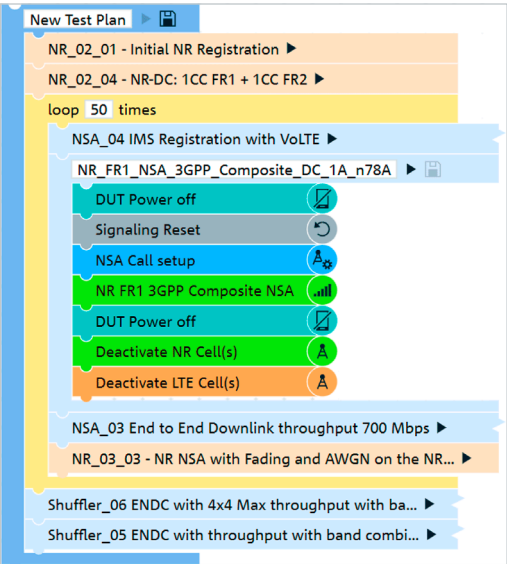 New Test Plan
NR_02_01 - Initial NR Registration
NR_02_04 - NR-DC: 1CC FR1 + 1CC FR2
loop 50 times
NSA_04 IMS Registration with VoLTE
NR_FR1_NSA_3GPP_Composite_DC_1A_n78A
DUT Power off
Signaling Reset
NSA Call setup
NR FR1 3GPP Composite NSA
DUT Power off
Deactivate NR Cell(s)
Deactivate LTE Cell(s)
NSA_03 End to End Downlink throughput 700 Mbps
NR_03_03 - NR NSA with Fading and AWGN on the NR...
Shuffler_06 ENDC with 4x4 Max throughput with ba...
Shuffler_05 ENDC with throughput with band combi...